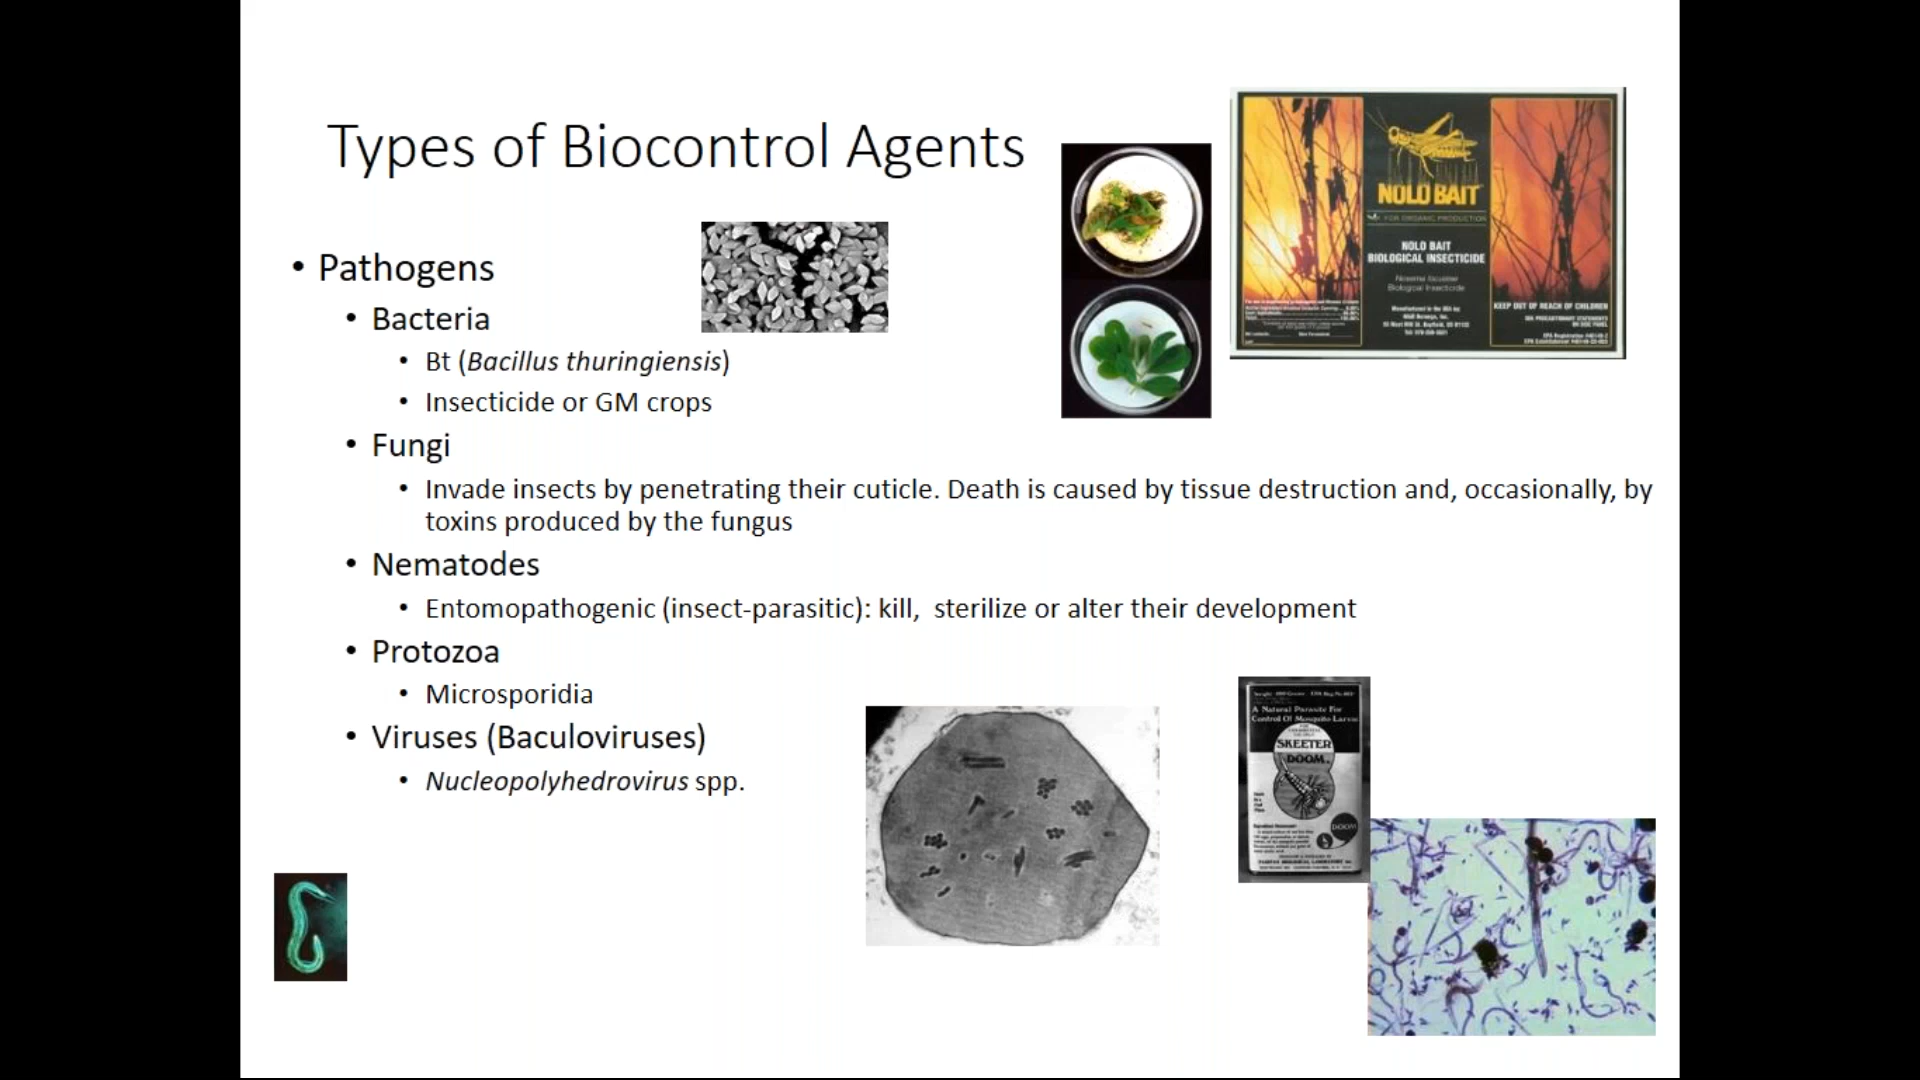 Types of Biocontrol Agents
• Pathogens
• Bacteria
• Bt (Bacillus thuringiensis)
• Insecticide or GM crops
• Fungi
• Invade insects by penetrating their cuticle. Death is caused by tissue destruction and, occasionally, by
toxins produced by the fungus
• Nematodes
• Entomopathogenic (insect-parasitic): kill,  sterilize or alter their development
• Protozoa
• Microsporidia
• Viruses (Baculoviruses)
• Nucleopolyhedrovirus spp.
NOLO BAIT
FOR ORGANIC PRODUCTION
NOLO BAIT
BIOLOGICAL INSECTICIDE
Biological Insecticide
KEEP OUT OF REACH OF CHILDREN
A Natural Parasite For
Control Of Mosquito Larvae
SKEETER
DOOM
DOOM